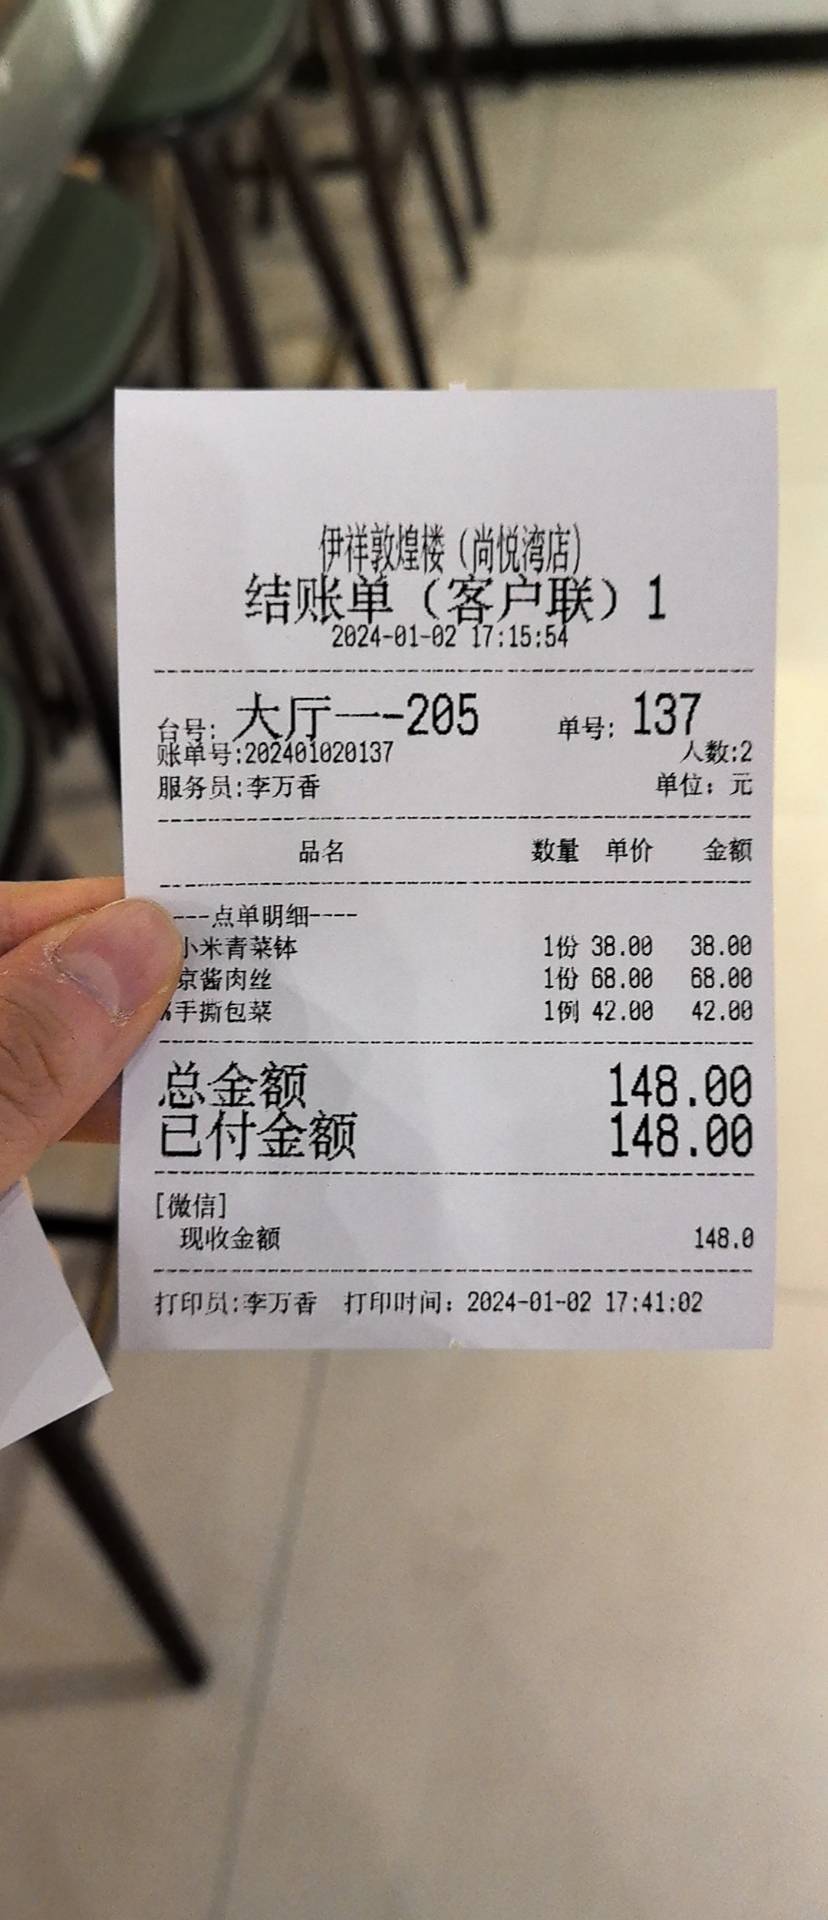 伊祥敦煌楼（尚悦湾店）
结账单（客户联）1
2024-01-02 17:15:54
台号: 大厅一-205 单号: 137
账单号:202401020137 人数:2
服务员:李万香 单位: 元
品名 数量 单价 金额
---点单明细----
小米青菜钵 1份 38.00 38.00
京酱肉丝 1份 68.00 68.00
手撕包菜 1例 42.00 42.00
总金额 148.00
已付金额 148.00
[微信]
现收金额 148.0
打印员:李万香 打印时间: 2024-01-02 17:41:02